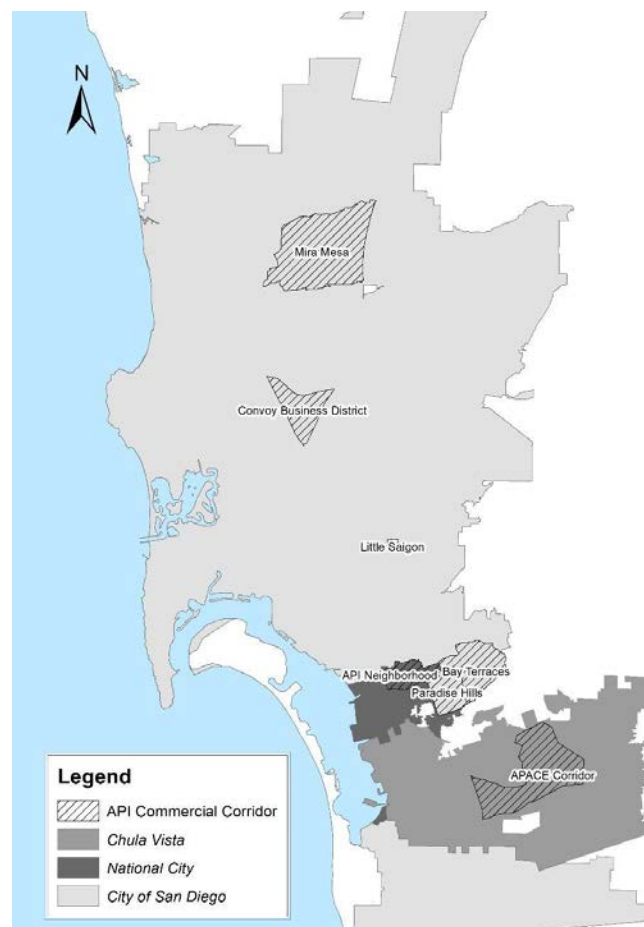 N
Mira Mesa
Convoy Business District
Little Saigon
API Neighborhood
Bay Terraces
Paradise Hills
APACE Corridor
Legend
API Commercial Corridor
Chula Vista
National City
City of San Diego